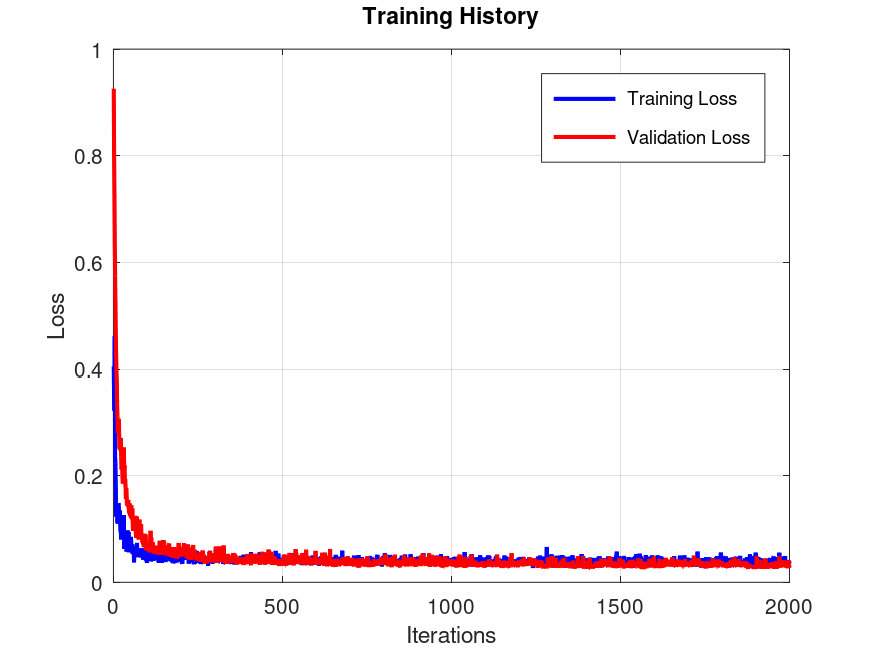 Training History
1
0.8
0.6
0.4
0.2
0
Loss
Training Loss
Validation Loss
0 500 1000 1500 2000
Iterations